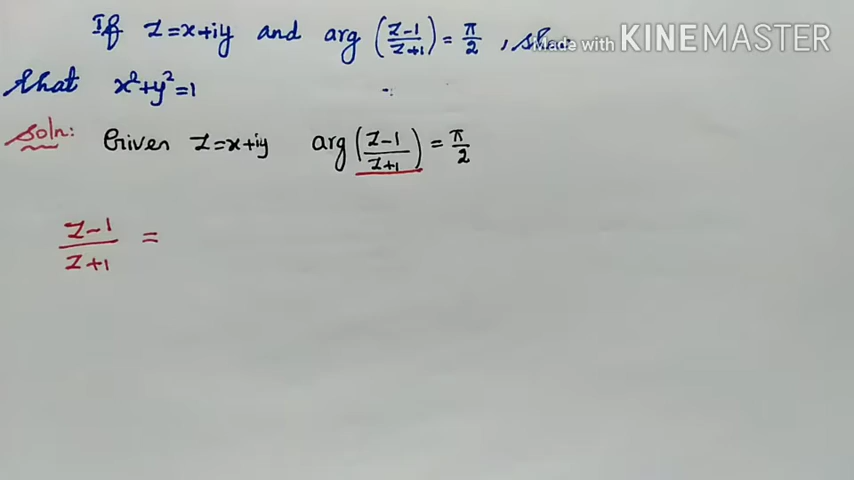 If z=x+iy and arg (z-1/z+1) = π/2 , 
Made with KINEMASTER
that x²+y²=1
Soln: Given z=x+iy arg (z-1/z+1) = π/2
z-1/z+1 =